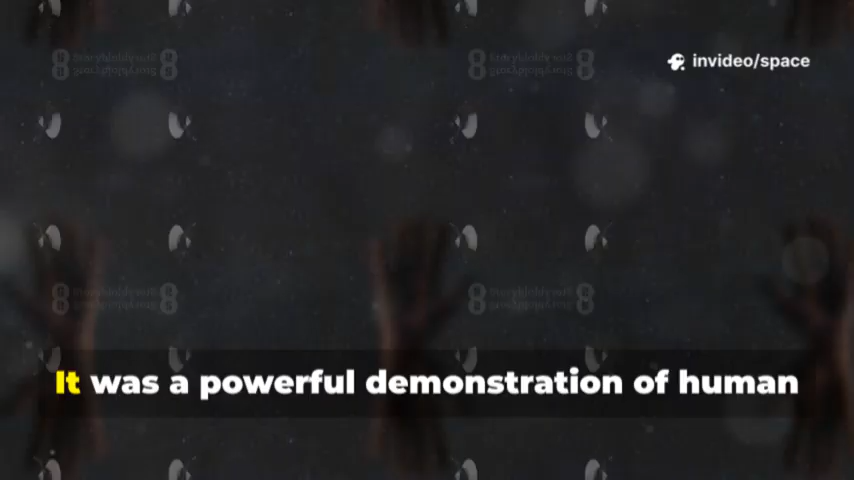 invideo/space
It was a powerful demonstration of human